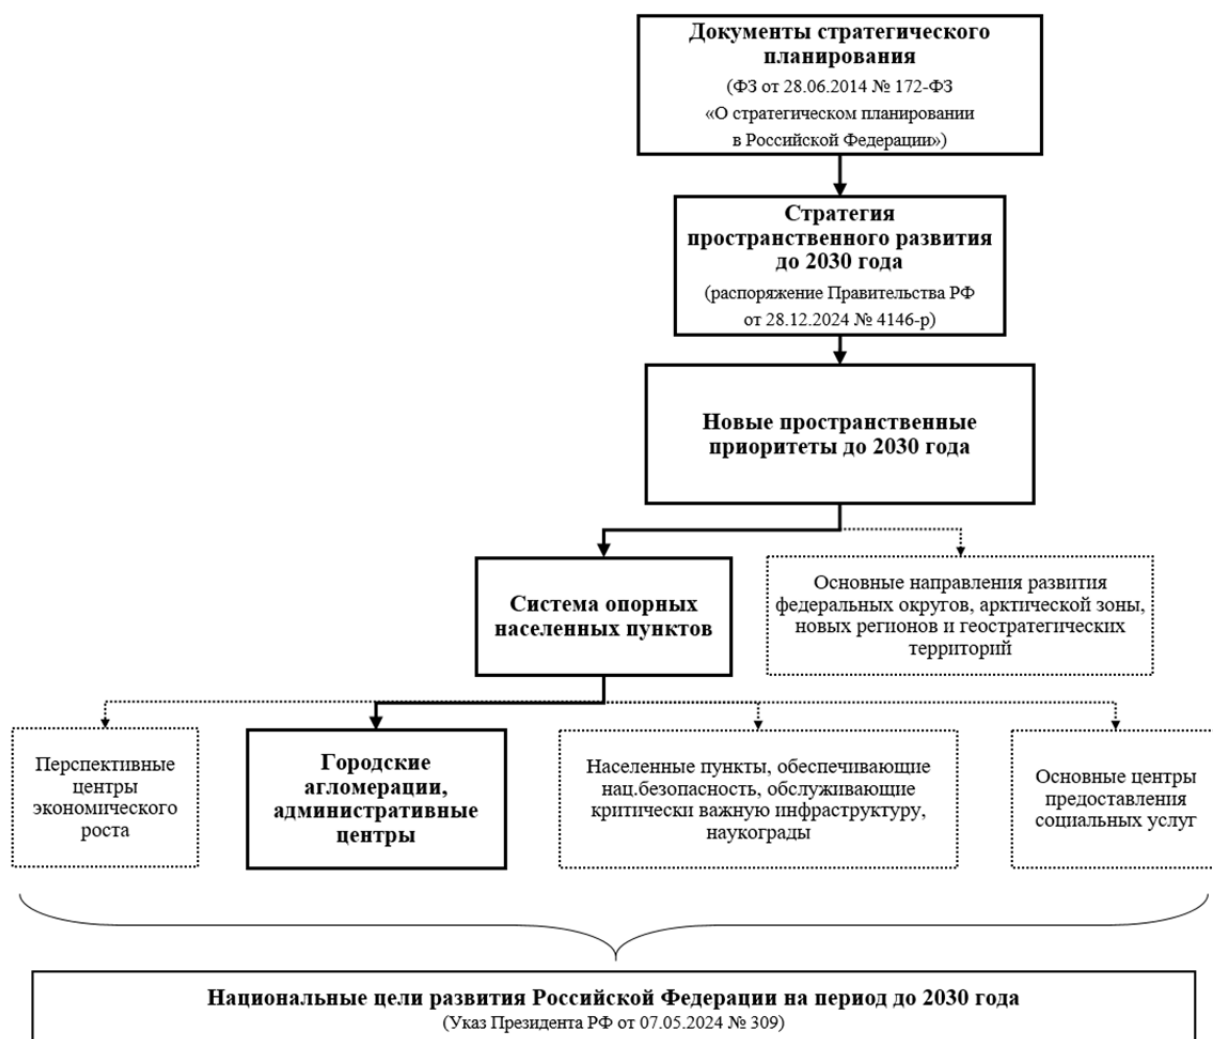 Документы стратегического
планирования
(ФЗ от 28.06.2014 № 172-ФЗ
«О стратегическом планировании
в Российской Федерации»)
Стратегия
пространственного развития
до 2030 года
(распоряжение Правительства РФ
от 28.12.2024 № 4146-р)
Новые пространственные
приоритеты до 2030 года
Система опорных
населенных пунктов
Основные направления развития
федеральных округов, арктической зоны,
новых регионов и геостратегических
территорий
Перспективные
центры
экономического
роста
Городские
агломерации,
административные
центры
Населенные пункты, обеспечивающие
нац.безопасность, обслуживающие
критически важную инфраструктуру,
наукограды
Основные центры
предоставления
социальных услуг
Национальные цели развития Российской Федерации на период до 2030 года
(Указ Президента РФ от 07.05.2024 № 309)